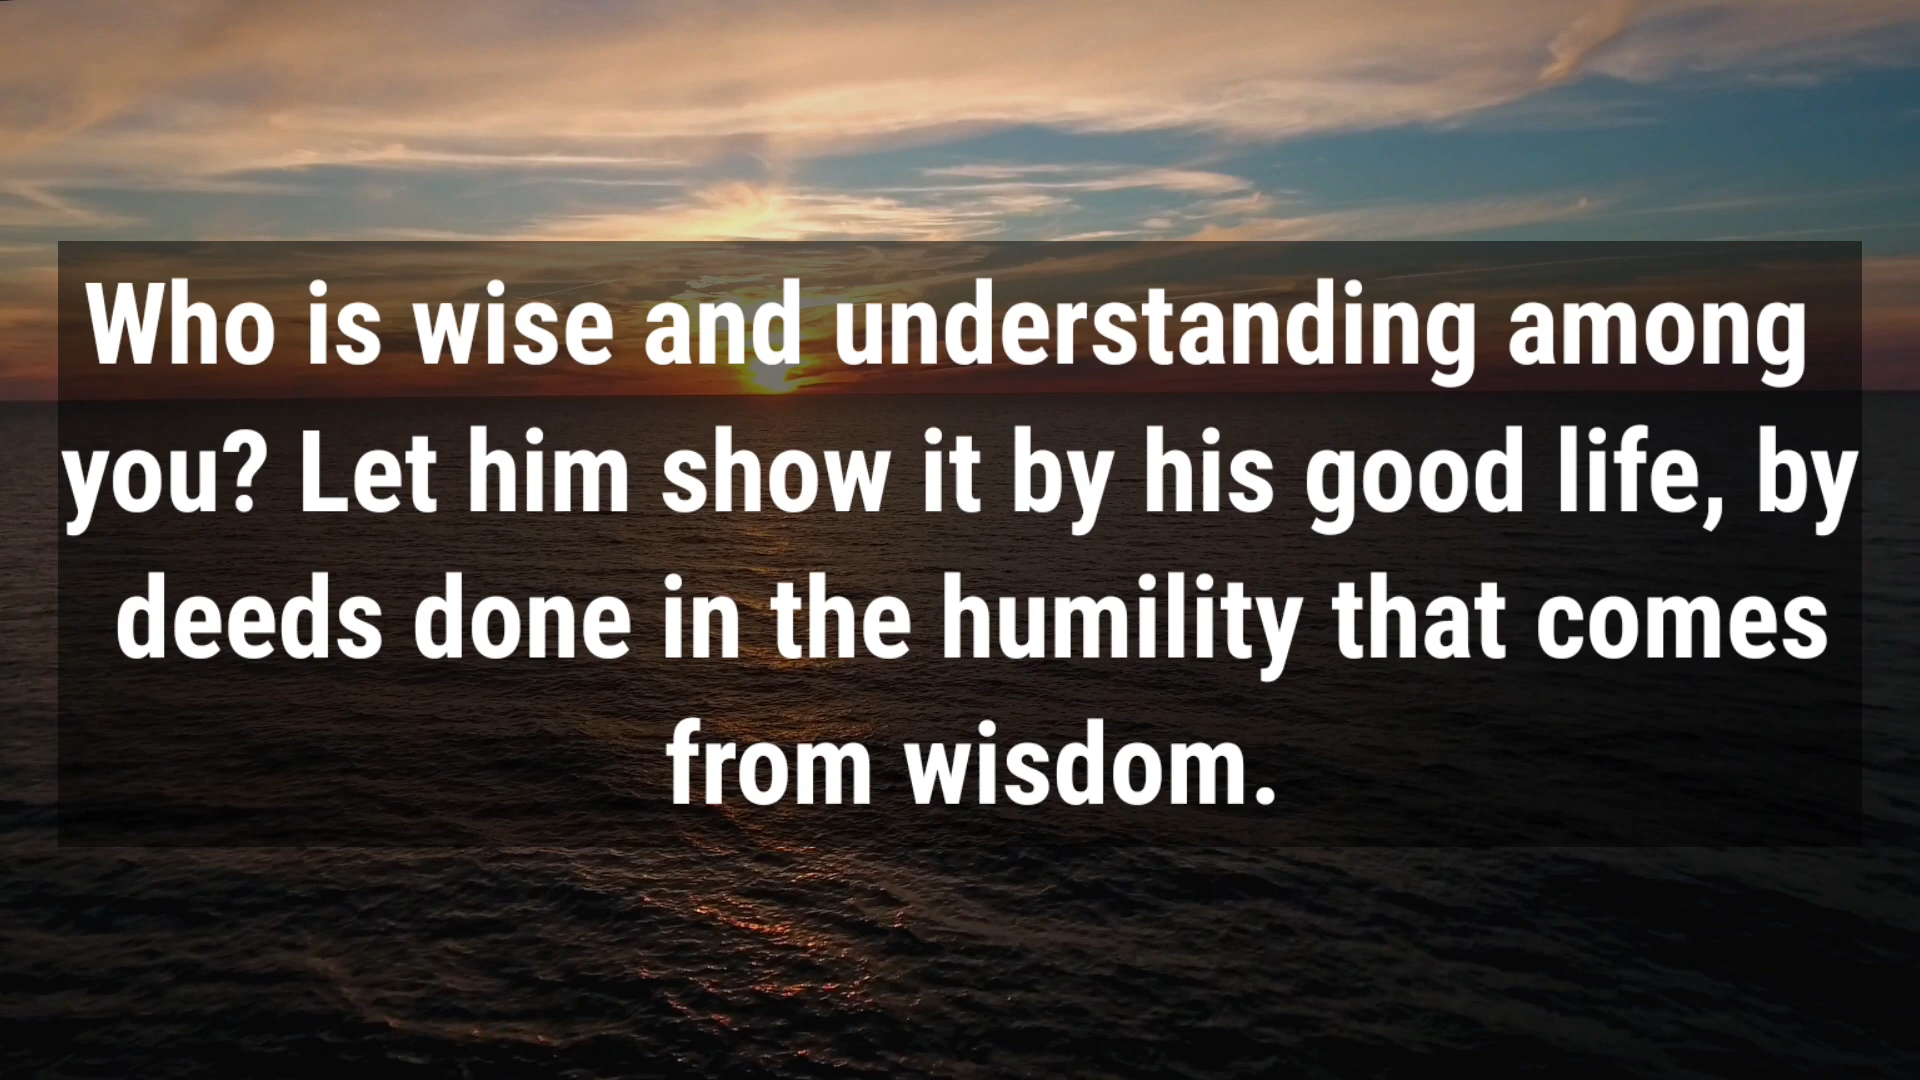 Who is wise and understanding among
you? Let him show it by his good life, by
deeds done in the humility that comes
from wisdom.